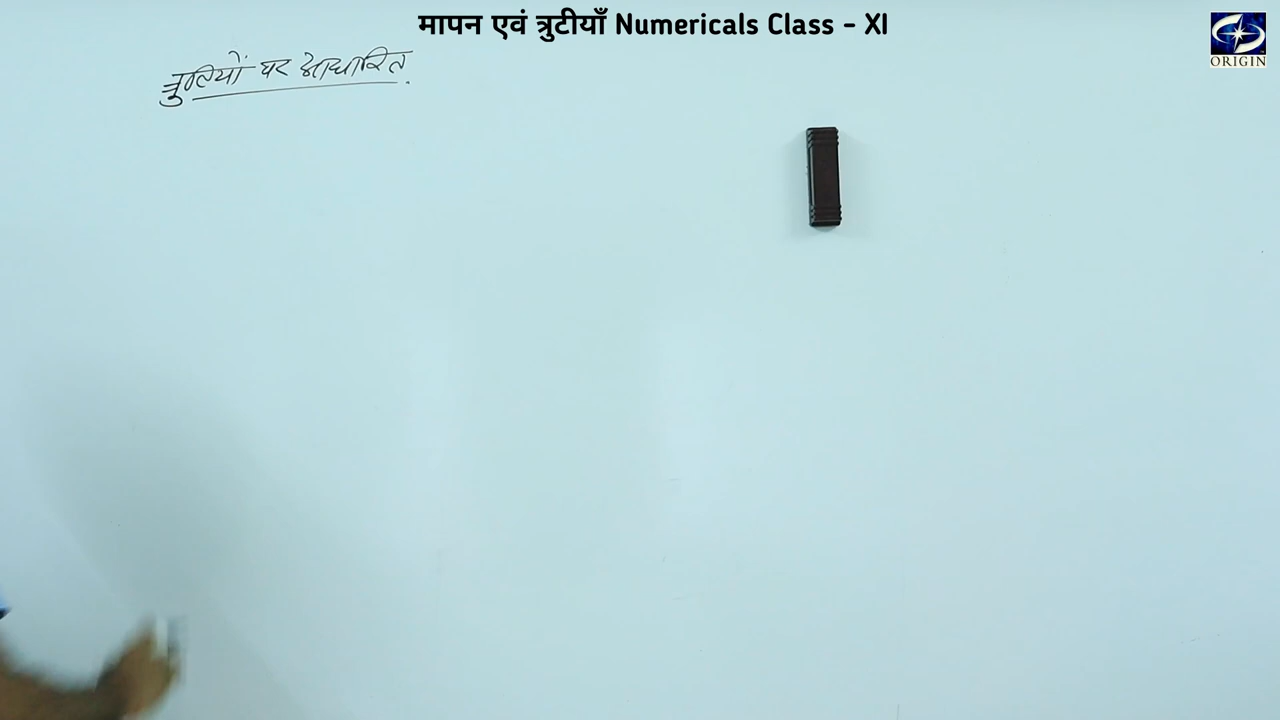 मापन एवं त्रुटीयाँ Numericals Class - XI
ORIGIN
त्रुटियों पर आधारित